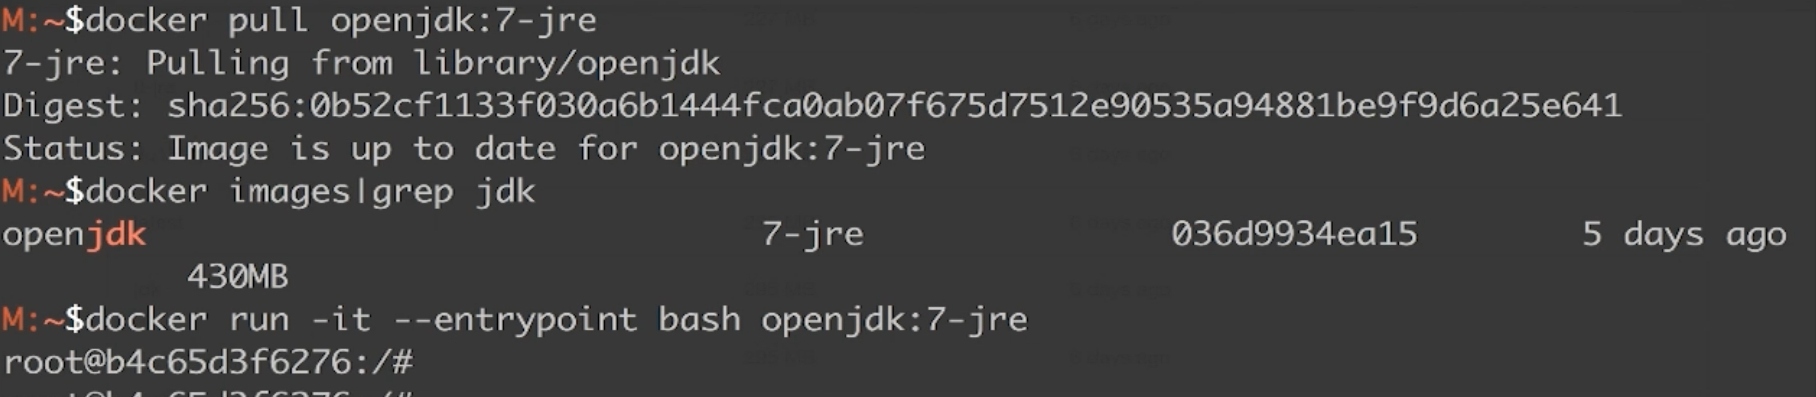 M:~$docker pull openjdk:7-jre
7-jre: Pulling from library/openjdk
Digest: sha256:0b52cf1133f030a6b1444fca0ab07f675d7512e90535a94881be9f9d6a25e641
Status: Image is up to date for openjdk:7-jre
M:~$docker images|grep jdk
openjdk 7-jre 036d9934ea15 5 days ago
430MB
M:~$docker run -it --entrypoint bash openjdk:7-jre
root@b4c65d3f6276:/#